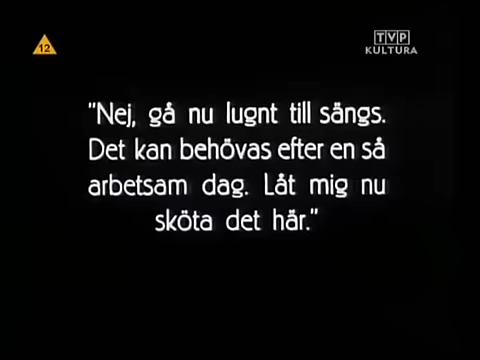 12
TVP
KULTURA
"Nej, gå nu lugnt till sängs.
Det kan behövas efter en så
arbetsam dag. Låt mig nu
sköta det här."